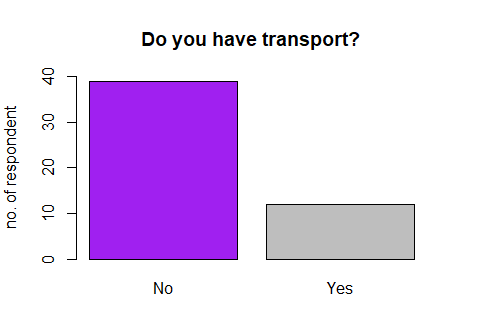 Do you have transport?
no. of respondent
40
30
20
10
0
No Yes